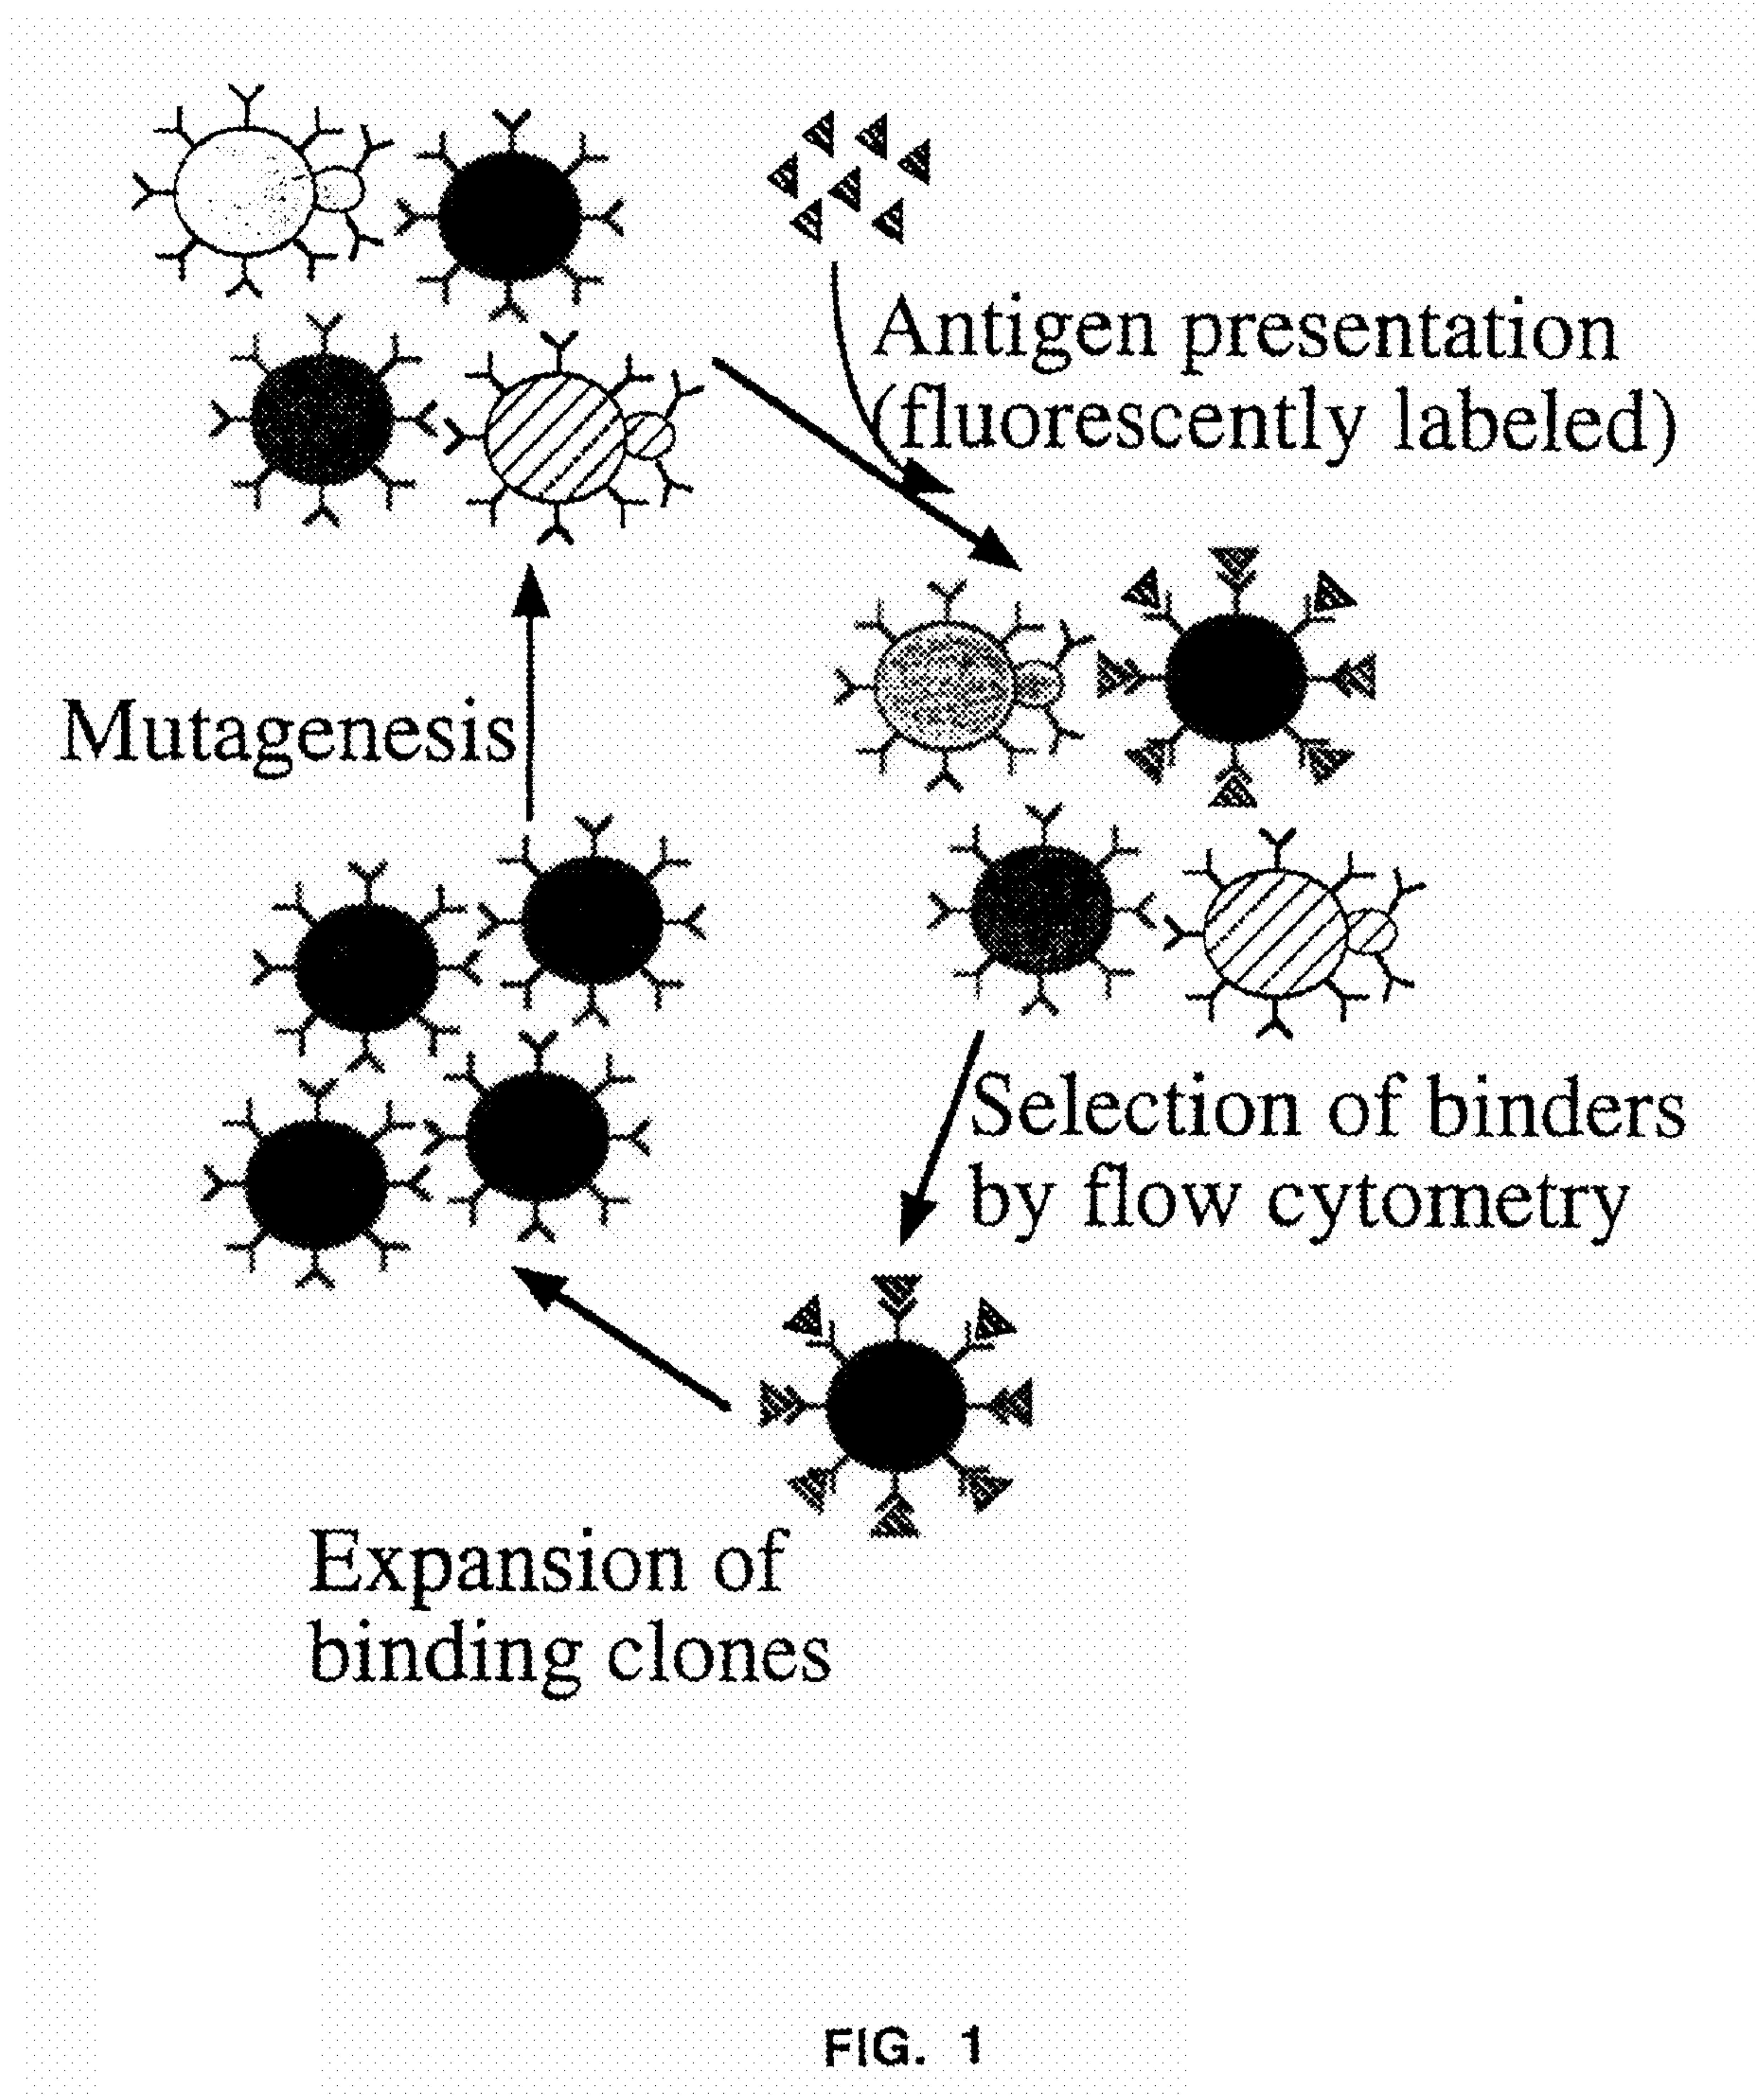 Antigen presentation
(fluorescently labeled)
Mutagenesis
Selection of binders
by flow cytometry
Expansion of
binding clones
FIG. 1